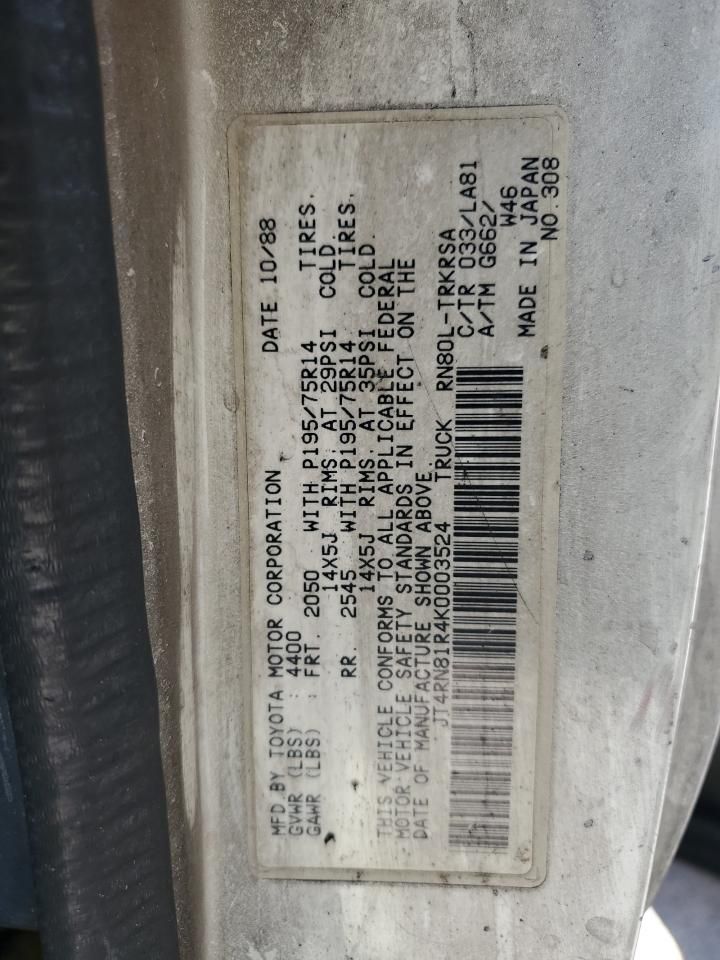 MFD.BY TOYOTA MOTOR CORPORATION DATE 10/88
GVWR (LBS) : 4400
GAWR (LBS) : FRT. 2050 WITH P195/75R14 TIRES.
14X5J RIMS, AT 29PSI COLD.
RR. 2545 WITH P195/75R14 TIRES.
14X5J RIMS, AT 35PSI COLD.
THIS VEHICLE CONFORMS TO ALL APPLICABLE FEDERAL
MOTOR VEHICLE SAFETY STANDARDS IN EFFECT ON THE
DATE OF MANUFACTURE SHOWN ABOVE.
JT4RN81R4K0003524 TRUCK RN80L-TRKRSA
C/TR 033/LA81
A/TM G662/
W46
MADE IN JAPAN
NO.308